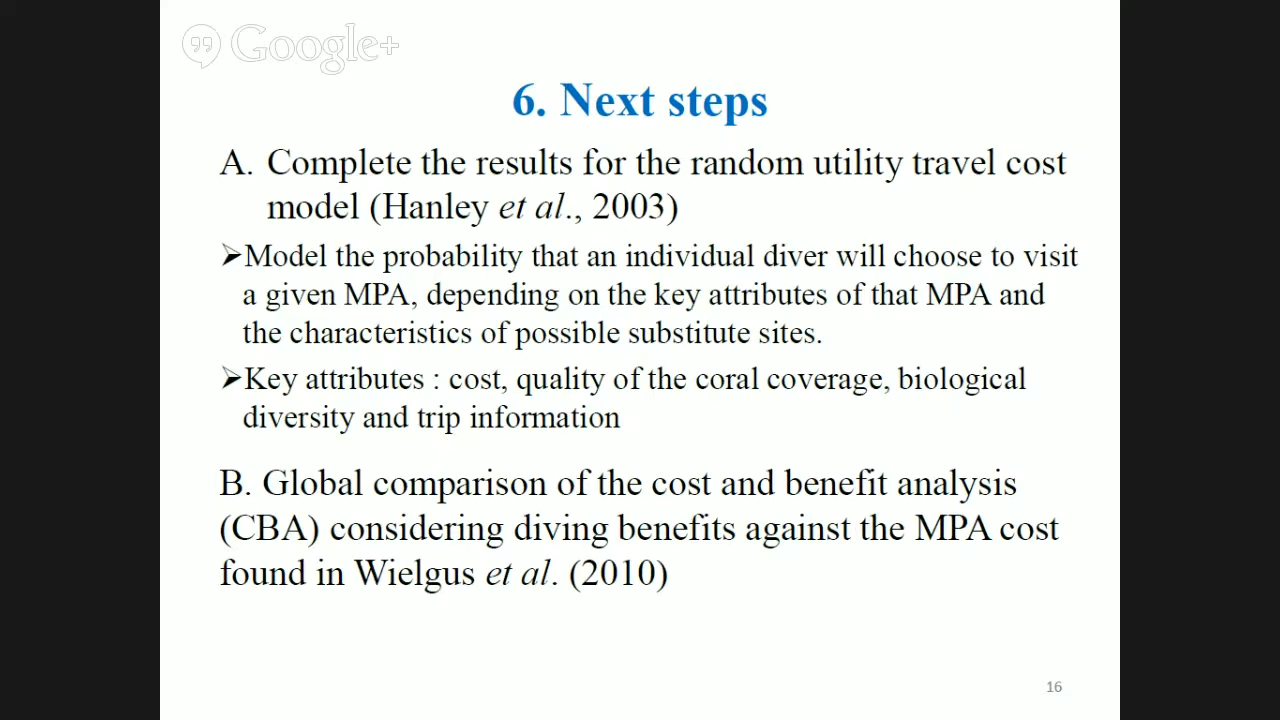 Google+
6. Next steps
A. Complete the results for the random utility travel cost
model (Hanley et al., 2003)
➢Model the probability that an individual diver will choose to visit
a given MPA, depending on the key attributes of that MPA and
the characteristics of possible substitute sites.
➢Key attributes : cost, quality of the coral coverage, biological
diversity and trip information
B. Global comparison of the cost and benefit analysis
(CBA) considering diving benefits against the MPA cost
found in Wielgus et al. (2010)
16